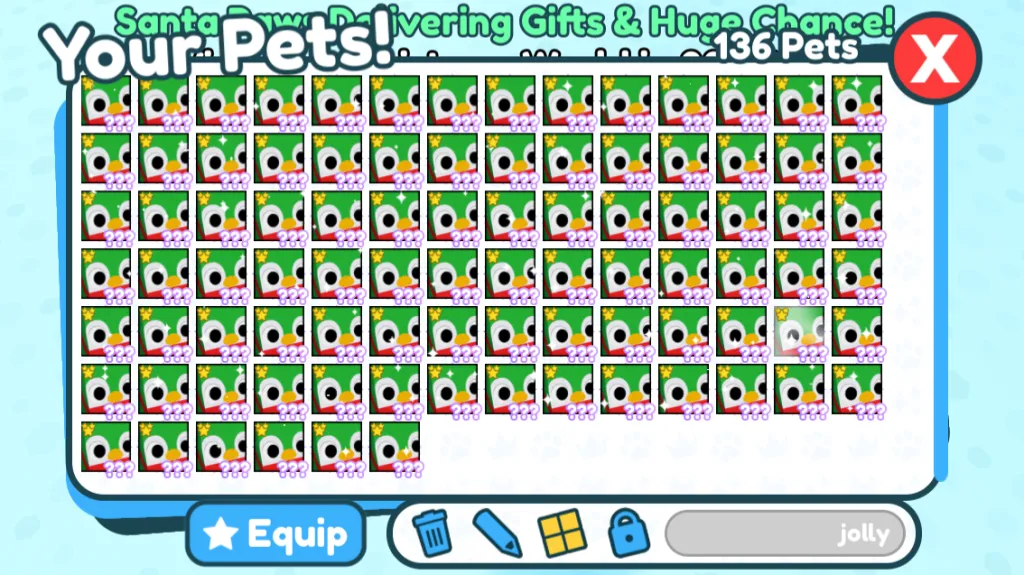 Santa Paws Delivering Gifts & Huge Chance!
Your Pets!
136 Pets
X
??? ??? ??? ??? ??? ??? ??? ??? ??? ??? ??? ??? ??? ???
??? ??? ??? ??? ??? ??? ??? ??? ??? ??? ??? ??? ??? ???
??? ??? ??? ??? ??? ??? ??? ??? ??? ??? ??? ??? ??? ???
??? ??? ??? ??? ??? ??? ??? ??? ??? ??? ??? ??? ??? ???
??? ??? ??? ??? ??? ??? ??? ??? ??? ??? ??? ??? ??? ???
??? ??? ??? ??? ??? ??? ??? ??? ??? ??? ??? ??? ??? ???
??? ??? ??? ??? ??? ???
Equip
jolly